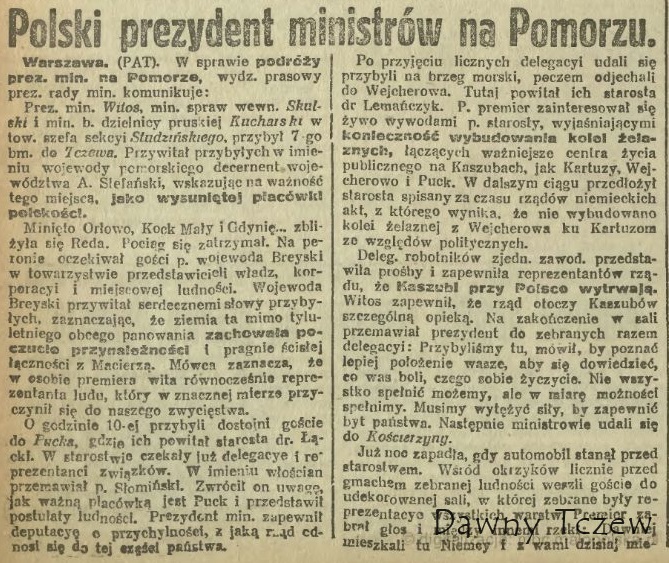 Polski prezydent ministrów na Pomorzu.
Warszawa. (PAT). W sprawie podróży
prez. min. na Pomorze, wydz. prasowy
prez. rady min. komunikuje:
Prez. min. Witos, min. spraw wewn. Skul-
ski i min. b. dzielnicy pruskiej Kucharski w
tow. szefa sekcyi Studzińskiego, przybył 7-go
bm. do Tczewa. Przywitał przybyłych w imie-
niu wojewody pomorskiego decernent woje-
wództwa A. Stefański, wskazując na ważność
tego miejsca, jako wysuniętej placówki
polskości.
Minięto Orłowo, Kock Mały i Gdynię... zbli-
żyła się Reda. Pociąg się zatrzymał. Na pe-
ronie oczekiwał gości p. wojewoda Breyski
w towarzystwie przedstawicieli władz, kor-
poracyi i miejscowej ludności. Wojewoda
Breyski przywitał serdecznemi słowy przyby-
łych, zaznaczając, że ziemia ta mimo tylu-
letniego obcego panowania zachowała po-
czucie przynależności i pragnie ścisłej
łączności z Macierzą. Mówca zaznacza, że
w osobie premiera wita równocześnie repre-
zentanta ludu, który w znacznej mierze przy-
czynił się do naszego zwycięstwa.
O godzinie 10-ej przybyli dostojni goście
do Pucka, gdzie ich powitał starosta dr. Łą-
cki. W starostwie czekały już delegacye i re-
prezentanci związków. W imieniu włościan
przemawiał p. Słomiński. Zwrócił on uwagę,
jak ważną placówką jest Puck i przedstawił
postulaty ludności. Prezydent min. zapewnił
deputacyę o przychylności, z jaką rząd od-
nosi się do tej części państwa.
Po przyjęciu licznych delegacyi udali się
przybyli na brzeg morski, poczem odjechali
do Wejcherowa. Tutaj powitał ich starosta
dr Lemańczyk. P. premier zainteresował się
żywo wywodami p. starosty, wyjaśniającymi
konieczność wybudowania kolei żela-
znych, łączących ważniejsze centra życia
publicznego na Kaszubach, jak Kartuzy, Wej-
cherowo i Puck. W dalszym ciągu przedłożył
starosta spisany za czasu rządów niemieckich
akt, z którego wynika, że nie wybudowano
kolei żelaznej z Wejcherowa ku Kartuzom
ze względów politycznych.
Deleg. robotników zjedn. zawod. przedsta-
wiła prośby i zapewniła reprezentantów rzą-
du, że Kaszubi przy Polsce wytrwają.
Witos zapewnił, że rząd otoczy Kaszubów
szczególną opieką. Na zakończenie w sali
przemawiał prezydent do zebranych razem
delegacyi: Przybyliśmy tu, mówił, by poznać
lepiej położenie wasze, aby się dowiedzieć,
co was boli, czego sobie życzycie. Nie wszy-
stko spełnić możemy, ale w miarę możności
spełnimy. Musimy wytężyć siły, by zapewnić
byt państwa. Następnie ministrowie udali się
do Kościerzyny.
Już noc zapadła, gdy automobil stanął przed
starostwem. Wśród okrzyków licznie przed
gmachem zebranej ludności weszli goście do
udekorowanej sali, w której zebrane były re-
prezentacye wszystkich warstw Premier za-
brał głos i między innemi rzekł: Dawniej
mieszkali tu Niemcy i z wami dzisiaj mie-
Dawny Tczew